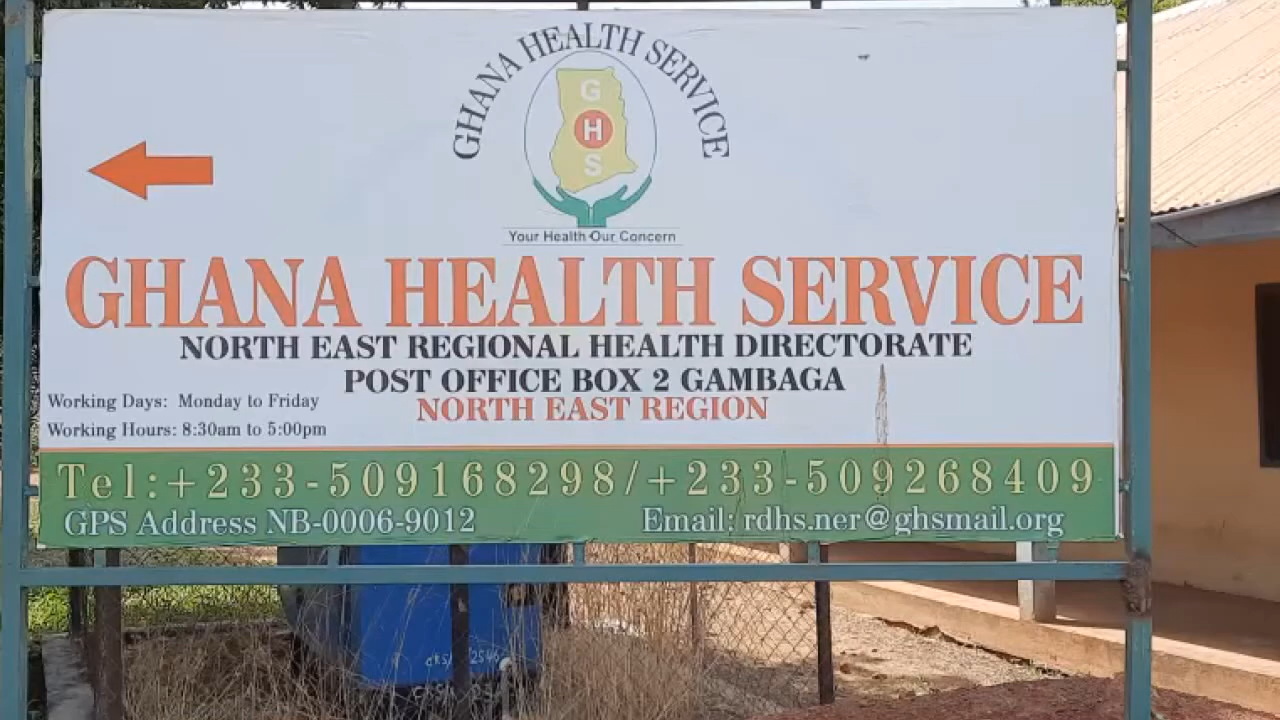 GHANA HEALTH SERVICE
G
H
S
Your Health Our Concern
GHANA HEALTH SERVICE
NORTH EAST REGIONAL HEALTH DIRECTORATE
POST OFFICE BOX 2 GAMBAGA
NORTH EAST REGION
Working Days: Monday to Friday
Working Hours: 8:30am to 5:00pm
Tel:+233-509168298/+233-509268409
GPS Address NB-0006-9012
Email: rdhs.ner@ghsmail.org